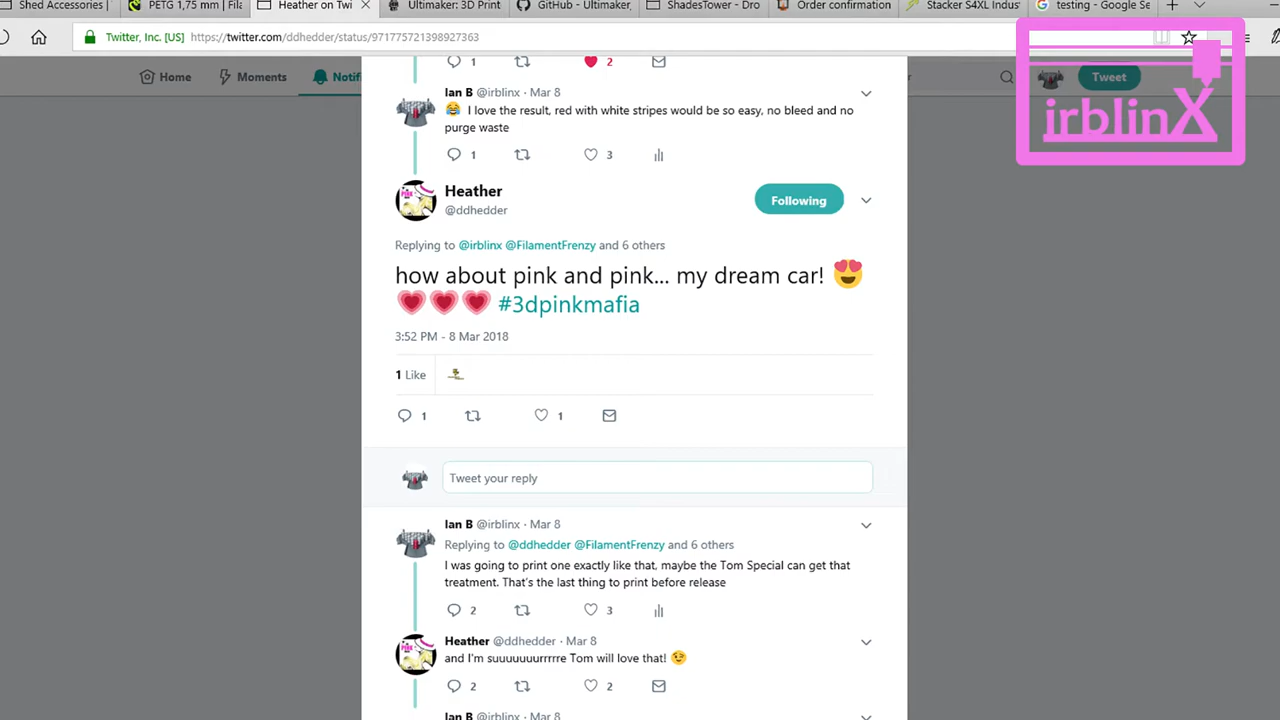 Shed Accessories
PETG 1,75 mm | Fila
Heather on Twi
Ultimaker: 3D Print
GitHub - Ultimaker,
ShadesTower - Dro
Order confirmation
Stacker S4XL Indus
testing - Google Se
Twitter, Inc. [US]
https://twitter.com/ddhedder/status/971775721398927363
Home
Moments
Notifi
Tweet
irblinX
1
2
Ian B @irblinx · Mar 8
😂 I love the result, red with white stripes would be so easy, no bleed and no
purge waste
1
3
Heather
@ddhedder
Following
Replying to @irblinx @FilamentFrenzy and 6 others
how about pink and pink... my dream car! 😍
💗💗💗 #3dpinkmafia
3:52 PM - 8 Mar 2018
1 Like
1
1
Tweet your reply
Ian B @irblinx · Mar 8
Replying to @ddhedder @FilamentFrenzy and 6 others
I was going to print one exactly like that, maybe the Tom Special can get that
treatment. That's the last thing to print before release
2
3
Heather @ddhedder · Mar 8
and I'm suuuuuurrrrre Tom will love that! 😉
2
2
Ian B @irblinx · Mar 8